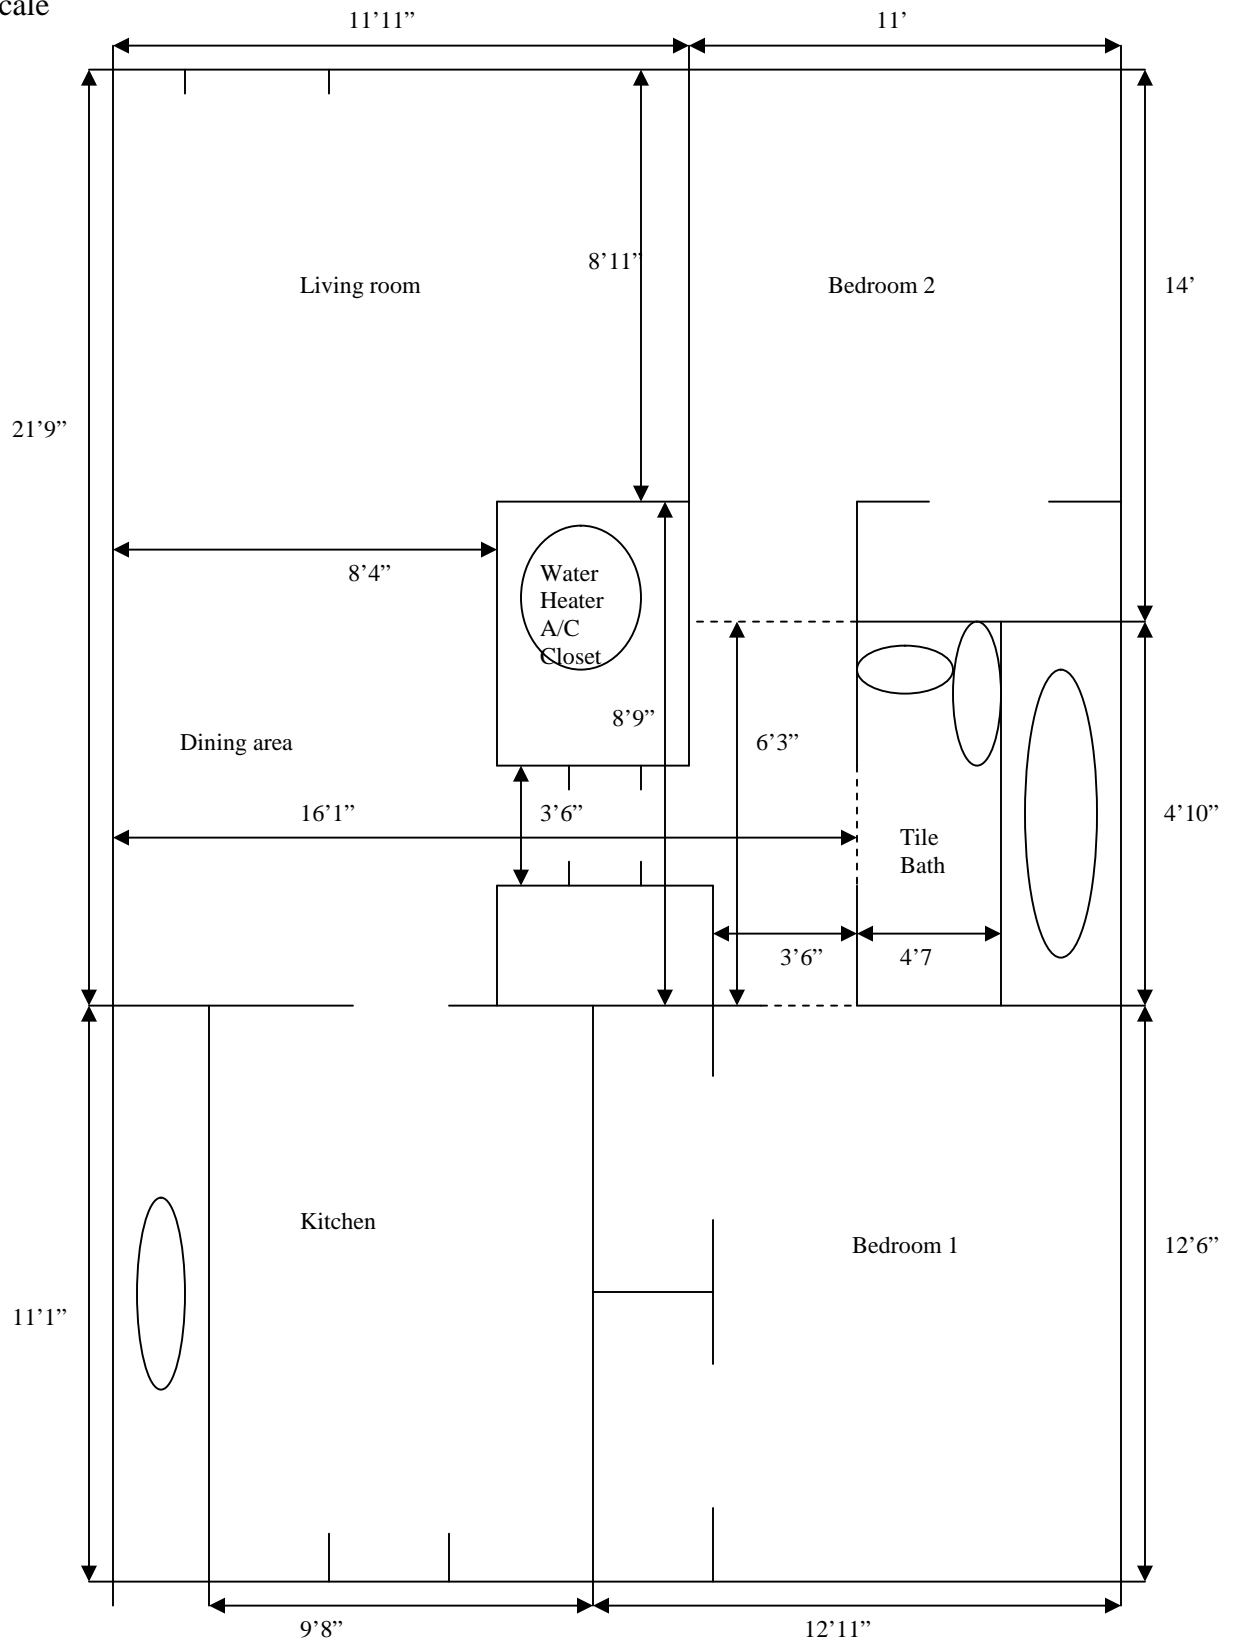 cale
11’11”
11’
8’11”
Living room
Bedroom 2
14’
21’9”
8’4”
Water
Heater
A/C
Closet
8’9”
Dining area
6’3”
16’1”
3’6”
4’10”
Tile
Bath
3’6”
4’7
Kitchen
Bedroom 1
12’6”
11’1”
9’8”
12’11”